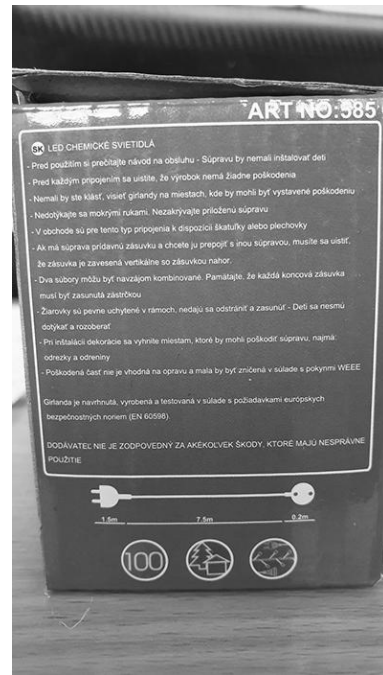 ART NO:585
SK LED CHEMICKÉ SVIETIDLÁ
- Pred použitím si prečítajte návod na obsluhu - Súpravu by nemali inštalovať deti
- Pred každým pripojením sa uistite, že výrobok nemá žiadne poškodenia
- Nemali by ste klásť, visieť girlandy na miestach, kde by mohli byť vystavené poškodeniu
- Nedotýkajte sa mokrými rukami. Nezakrývajte priloženú súpravu
- V obchode sú pre tento typ pripojenia k dispozícii škatuľky alebo plechovky
- Ak má súprava prídavnú zásuvku a chcete ju prepojiť s inou súpravou, musíte sa uistiť,
že zásuvka je zavesená vertikálne so zásuvkou nahor.
- Dva súbory môžu byť navzájom kombinované. Pamätajte, že každá koncová zásuvka
musí byť zasunutá zástrčkou
- Žiarovky sú pevne uchytené v rámoch, nedajú sa odstrániť a zasunúť - Deti sa nesmú
dotýkať a rozoberať
- Pri inštalácii dekorácie sa vyhnite miestam, ktoré by mohli poškodiť súpravu, najmä:
odrezky a odreniny
- Poškodená časť nie je vhodná na opravu a mala by byť zničená v súlade s pokynmi WEEE
Girlanda je navrhnutá, vyrobená a testovaná v súlade s požiadavkami európskych
bezpečnostných noriem (EN 60598).
DODÁVATEĽ NIE JE ZODPOVEDNÝ ZA AKÉKOĽVEK ŠKODY, KTORÉ MAJÚ NESPRÁVNE
POUŽITIE
1.5m 7.5m 0.2m
100